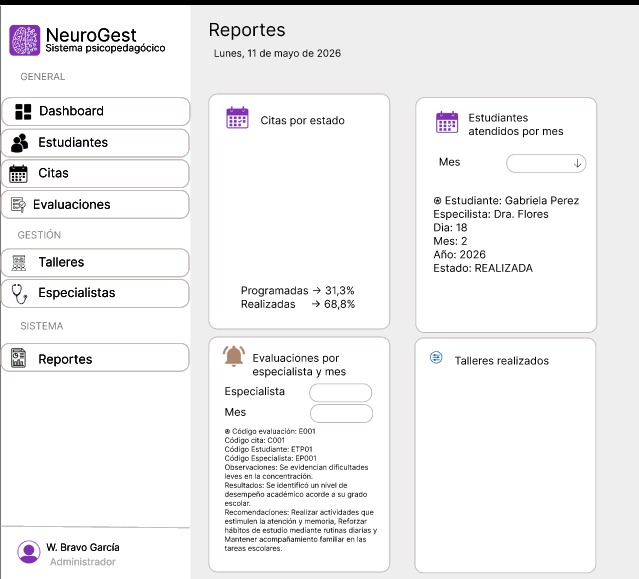 NeuroGest
Sistema psicopedagócico
GENERAL
Dashboard
Estudiantes
Citas
Evaluaciones
GESTIÓN
Talleres
Especialistas
SISTEMA
Reportes
W. Bravo García
Administrador
Reportes
Lunes, 11 de mayo de 2026
Citas por estado
Programadas → 31,3%
Realizadas → 68,8%
Estudiantes
atendidos por mes
Mes ↓
Estudiante: Gabriela Perez
Especilista: Dra. Flores
Dia: 18
Mes: 2
Año: 2026
Estado: REALIZADA
Evaluaciones por
especialista y mes
Especialista
Mes
Código evaluación: E001
Código cita: C001
Código Estudiante: ETP01
Código Especialista: EP001
Observaciones: Se evidencian dificultades
leves en la concentración.
Resultados: Se identificó un nivel de
desempeño académico acorde a su grado
escolar.
Recomendaciones: Realizar actividades que
estimulen la atención y memoria, Reforzar
hábitos de estudio mediante rutinas diarias y
Mantener acompañamiento familiar en las
tareas escolares.
Talleres realizados